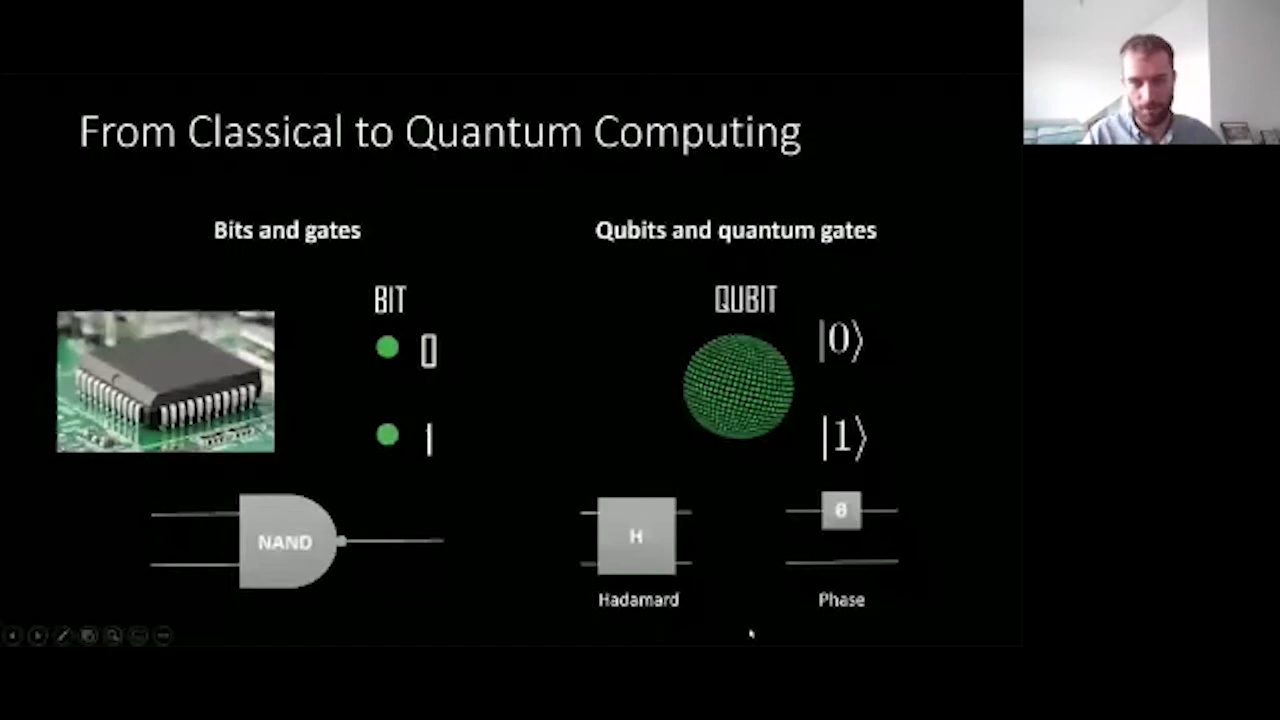 From Classical to Quantum Computing
Bits and gates
Qubits and quantum gates
BIT
0
1
QUBIT
|0⟩
|1⟩
NAND
H
θ
Hadamard
Phase